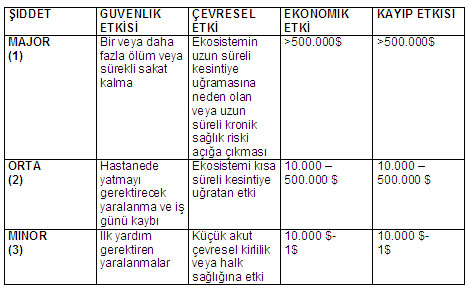 ŞİDDET GÜVENLİK ETKİSİ ÇEVRESEL ETKİ EKONOMIK ETKİ KAYIP ETKISI
MAJOR (1) Bir veya daha fazla ölüm veya sürekli sakat kalma Ekosistemin uzun süreli kesintiye uğramasına neden olan veya uzun süreli kronik sağlık riski açığa çıkması >500.000$ >500.000$
ORTA (2) Hastanede yatmayı gerektirecek yaralanma ve iş günü kaybı Ekosistemi kısa süreli kesintiye uğratan etki 10.000 – 500.000 $ 10.000 – 500.000 $
MINOR (3) Ilk yardım gerektiren yaralanmalar Küçük akut çevresel kirlilik veya halk sağlığına etki 10.000 $- 1$ 10.000 $- 1$